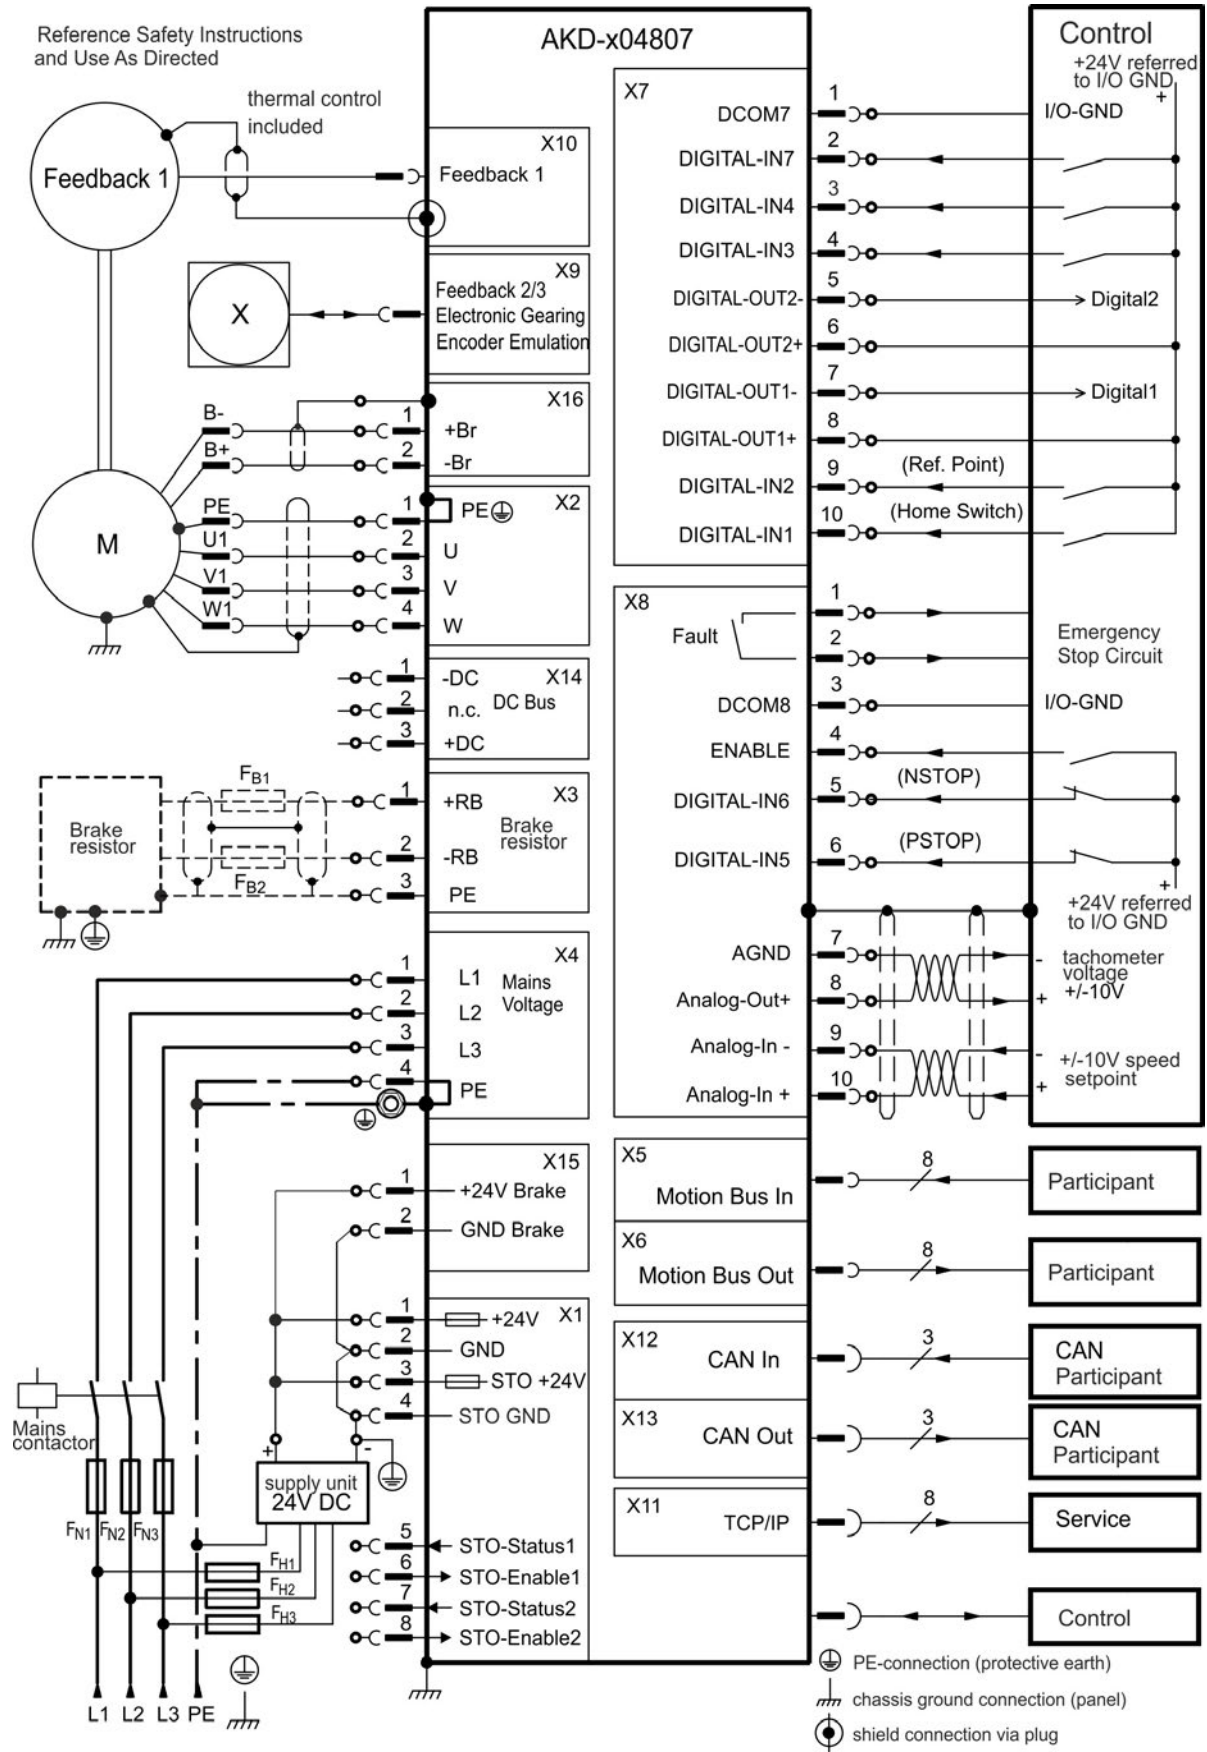 Reference Safety Instructions
and Use As Directed
AKD-x04807
Control
+24V referred
to I/O GND
+
thermal control
included
Feedback 1
X10
Feedback 1
X
X9
Feedback 2/3
Electronic Gearing
Encoder Emulation
X16
B- 1 +Br
B+ 2 -Br
M
X2
PE 1 PE
U1 2 U
V1 3 V
W1 4 W
X14
1 -DC
DC Bus
2 n.c.
3 +DC
Brake
resistor
FB1
FB2
X3
Brake
resistor
1 +RB
2 -RB
3 PE
X4
Mains
Voltage
1 L1
2 L2
3 L3
4 PE
X15
1 +24V Brake
2 GND Brake
X1
1 +24V
2 GND
3 STO +24V
4 STO GND
+ -
supply unit
24V DC
Mains
contactor
FN1 FN2 FN3
FH1
FH2
FH3
5 STO-Status1
6 STO-Enable1
7 STO-Status2
8 STO-Enable2
L1 L2 L3 PE
X7
DCOM7 1 I/O-GND
DIGITAL-IN7 2
DIGITAL-IN4 3
DIGITAL-IN3 4
DIGITAL-OUT2- 5 Digital2
DIGITAL-OUT2+ 6
DIGITAL-OUT1- 7 Digital1
DIGITAL-OUT1+ 8
DIGITAL-IN2 9 (Ref. Point)
DIGITAL-IN1 10 (Home Switch)
X8
Fault
1
2
Emergency
Stop Circuit
DCOM8 3 I/O-GND
ENABLE 4
DIGITAL-IN6 5 (NSTOP)
DIGITAL-IN5 6 (PSTOP)
+
+24V referred
to I/O GND
AGND 7 -
Analog-Out+ 8 +
tachometer
voltage
+/-10V
Analog-In - 9 -
Analog-In + 10 +
+/-10V speed
setpoint
X5
Motion Bus In 8 Participant
X6
Motion Bus Out 8 Participant
X12
CAN In 3 CAN
Participant
X13
CAN Out 3 CAN
Participant
X11
TCP/IP 8 Service
Control
PE-connection (protective earth)
chassis ground connection (panel)
shield connection via plug